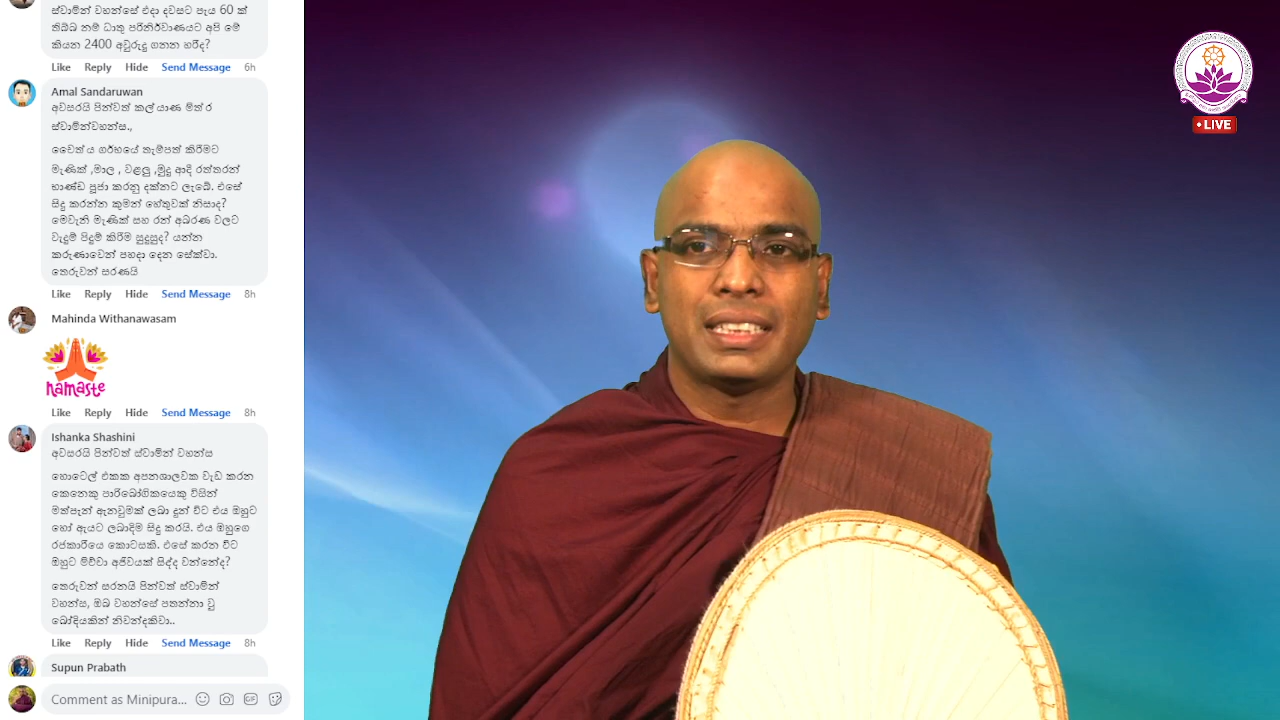 ස්වාමින් වහන්සේ එදා දවසට පැය 60 ක්
තිබ්බ නම් ධාතු පරිනිර්වාණයට අපි මේ
කියන 2400 අවුරුදු ගනන හරිද?
Like Reply Hide Send Message 6h
Amal Sandaruwan
අවසරයි පින්වත් කල් යාණ මිත් ර
ස්වාමින්වහන්ස.,
චෛත් ය ගර්භයේ තැම්පත් කිරීමට
මැණික් ,මාල , වළලු ,මුදු ආදි රත්තරන්
භාණ්ඩ පූජා කරනු දක්නට ලැබේ. එසේ
සිදු කරන්න කුමන් හේතුවක් නිසාද?
මෙවැනි මැණික් සහ රන් අබරණ වලට
වැඳුම් පිදුම් කිරීම සුදුසුද? යන්න
කරුණාවෙන් පහදා දෙන සේක්වා.
තෙරුවන් සරණයි
Like Reply Hide Send Message 8h
Mahinda Withanawasam
namaste
Like Reply Hide Send Message 8h
Ishanka Shashini
අවසරයි පින්වත් ස්වාමින් වහන්ස
හොටෙල් එකක අපනශාලවක වැඩ කරන
කෙනෙකු පාරිබෝගිකයෙකු විසින්
මත්පැන් ඇනවුමක් ලබා දුන් විට එය ඔහුට
හෝ ඇයට ලබාදිම සිදු කරයි. එය ඔහුගෙ
රජකාරියෙ කොටසකි. එසේ කරන විට
ඔහුට මිච්චා අජිවයක් සිද්ද වන්නේද?
තෙරුවන් සරනයි පින්වත් ස්වාමින්
වහන්ස, ඔබ වහන්සේ පතන්නා වු
බෝදියකින් නිවන්දකිවා..
Like Reply Hide Send Message 8h
Supun Prabath
Comment as Minipura...
GIF
LIVE